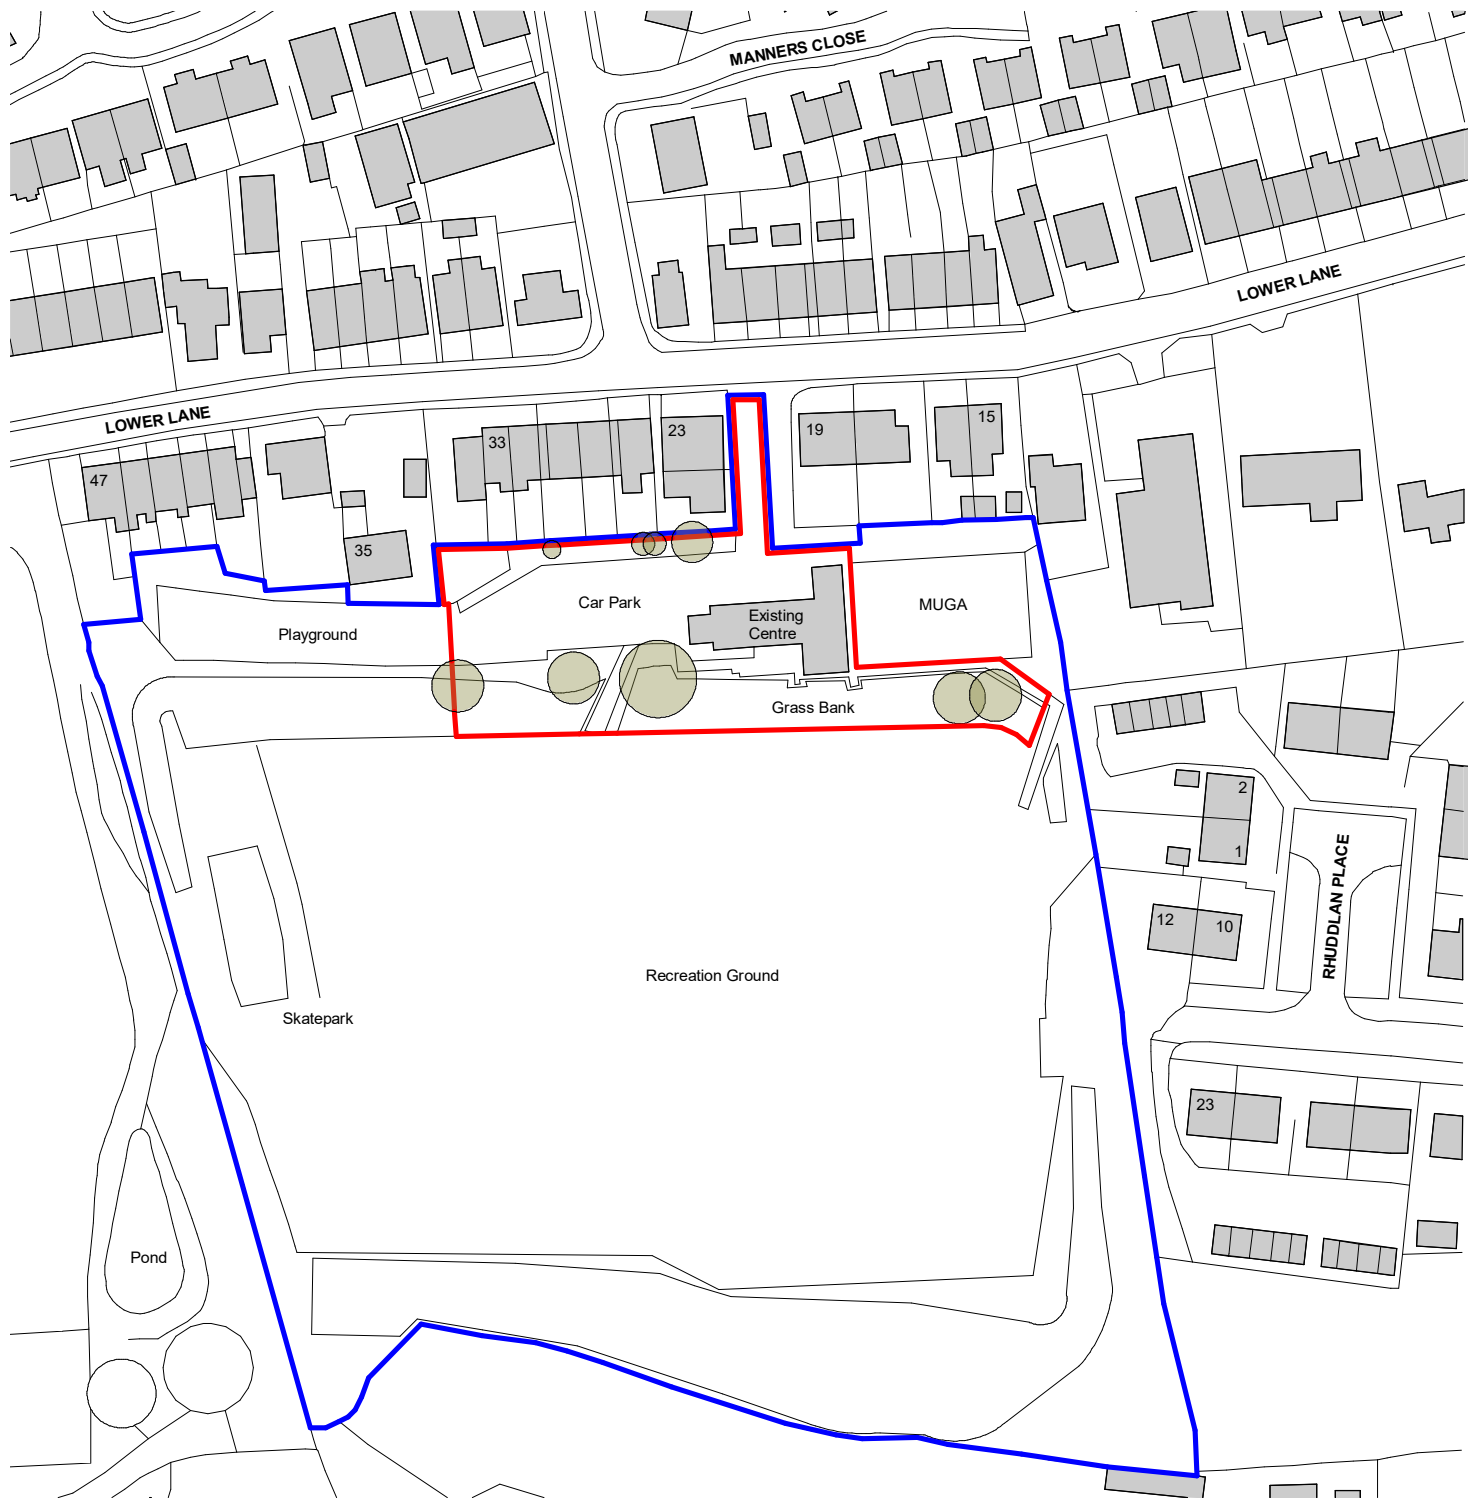 MANNERS CLOSE
LOWER LANE
LOWER LANE
47
33
23
19
15
35
Car Park
Existing
Centre
MUGA
Playground
Grass Bank
2
1
RHUDDLAN PLACE
12
10
Recreation Ground
Skatepark
23
Pond